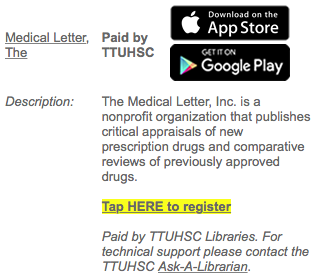 Medical Letter,
The
Paid by
TTUHSC
Download on the
App Store
GET IT ON
Google Play
Description:
The Medical Letter, Inc. is a
nonprofit organization that publishes
critical appraisals of new
prescription drugs and comparative
reviews of previously approved
drugs.
Tap HERE to register
Paid by TTUHSC Libraries. For
technical support please contact the
TTUHSC Ask-A-Librarian.